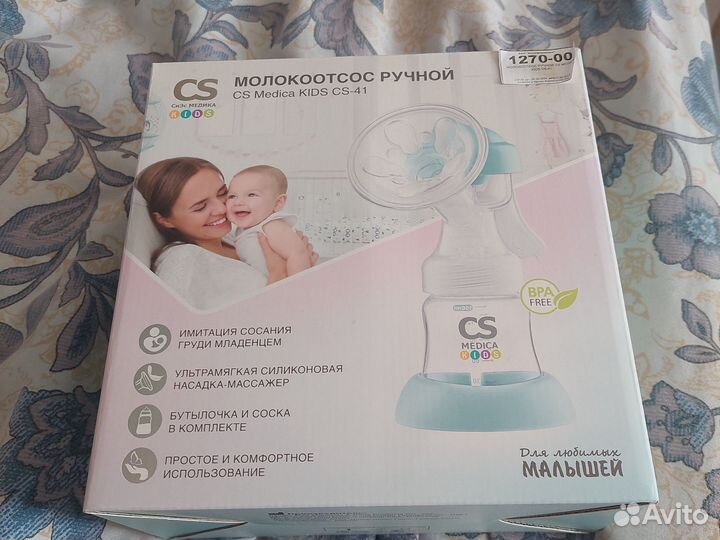 1270-00
CS
СиЭс МЕДИКА
KIDS
МОЛОКООТСОС РУЧНОЙ
CS Medica KIDS CS-41
BPA
FREE
CS
MEDICA
KIDS
ИМИТАЦИЯ СОСАНИЯ
ГРУДИ МЛАДЕНЦЕМ
УЛЬТРАМЯГКАЯ СИЛИКОНОВАЯ
НАСАДКА-МАССАЖЕР
БУТЫЛОЧКА И СОСКА
В КОМПЛЕКТЕ
ПРОСТОЕ И КОМФОРТНОЕ
ИСПОЛЬЗОВАНИЕ
Для любимых
МАЛЫШЕЙ
Avito